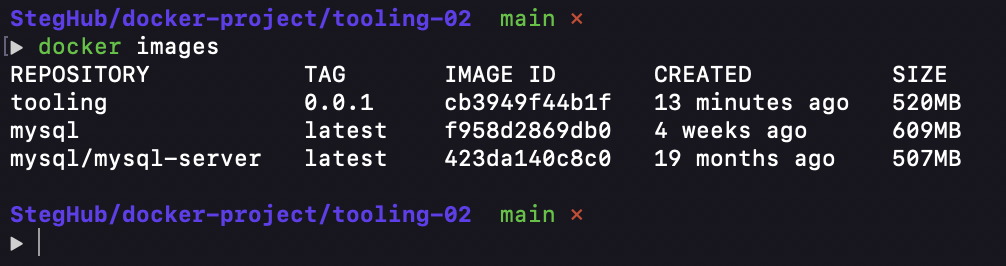 StegHub/docker-project/tooling-02 main ×
▶ docker images
REPOSITORY TAG IMAGE ID CREATED SIZE
tooling 0.0.1 cb3949f44b1f 13 minutes ago 520MB
mysql latest f958d2869db0 4 weeks ago 609MB
mysql/mysql-server latest 423da140c8c0 19 months ago 507MB
StegHub/docker-project/tooling-02 main ×
▶